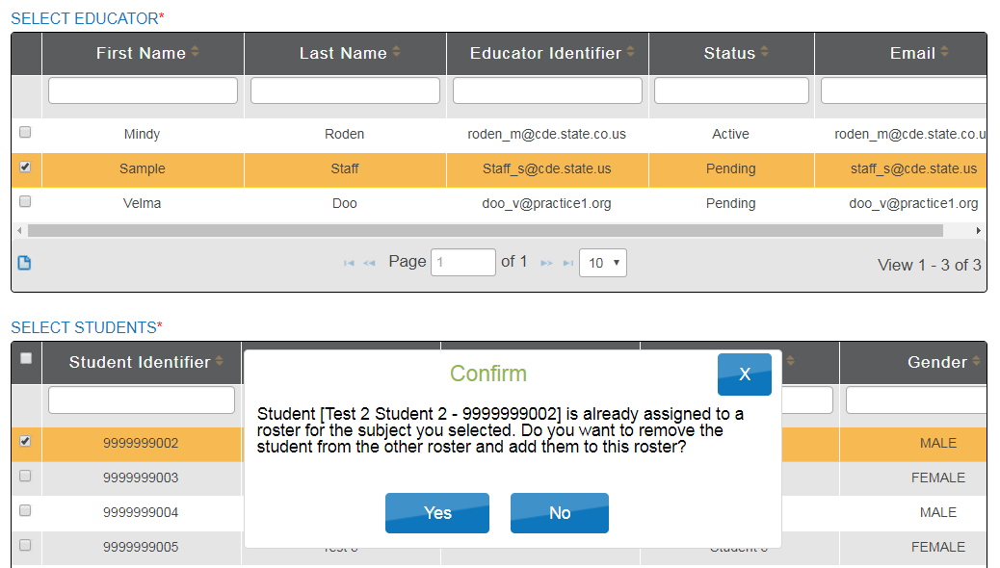 SELECT EDUCATOR*
First Name Last Name Educator Identifier Status Email
Mindy Roden roden_m@cde.state.co.us Active roden_m@cde.state.co.u
Sample Staff Staff_s@cde.state.us Pending staff_s@cde.state.us
Velma Doo doo_v@practice1.org Pending doo_v@practice1.org
Page 1 of 1 10 View 1 - 3 of 3
SELECT STUDENTS*
Student Identifier Gender
Confirm X
Student [Test 2 Student 2 - 9999999002] is already assigned to a
roster for the subject you selected. Do you want to remove the
student from the other roster and add them to this roster?
Yes No
9999999002 MALE
9999999003 FEMALE
9999999004 MALE
9999999005 FEMALE